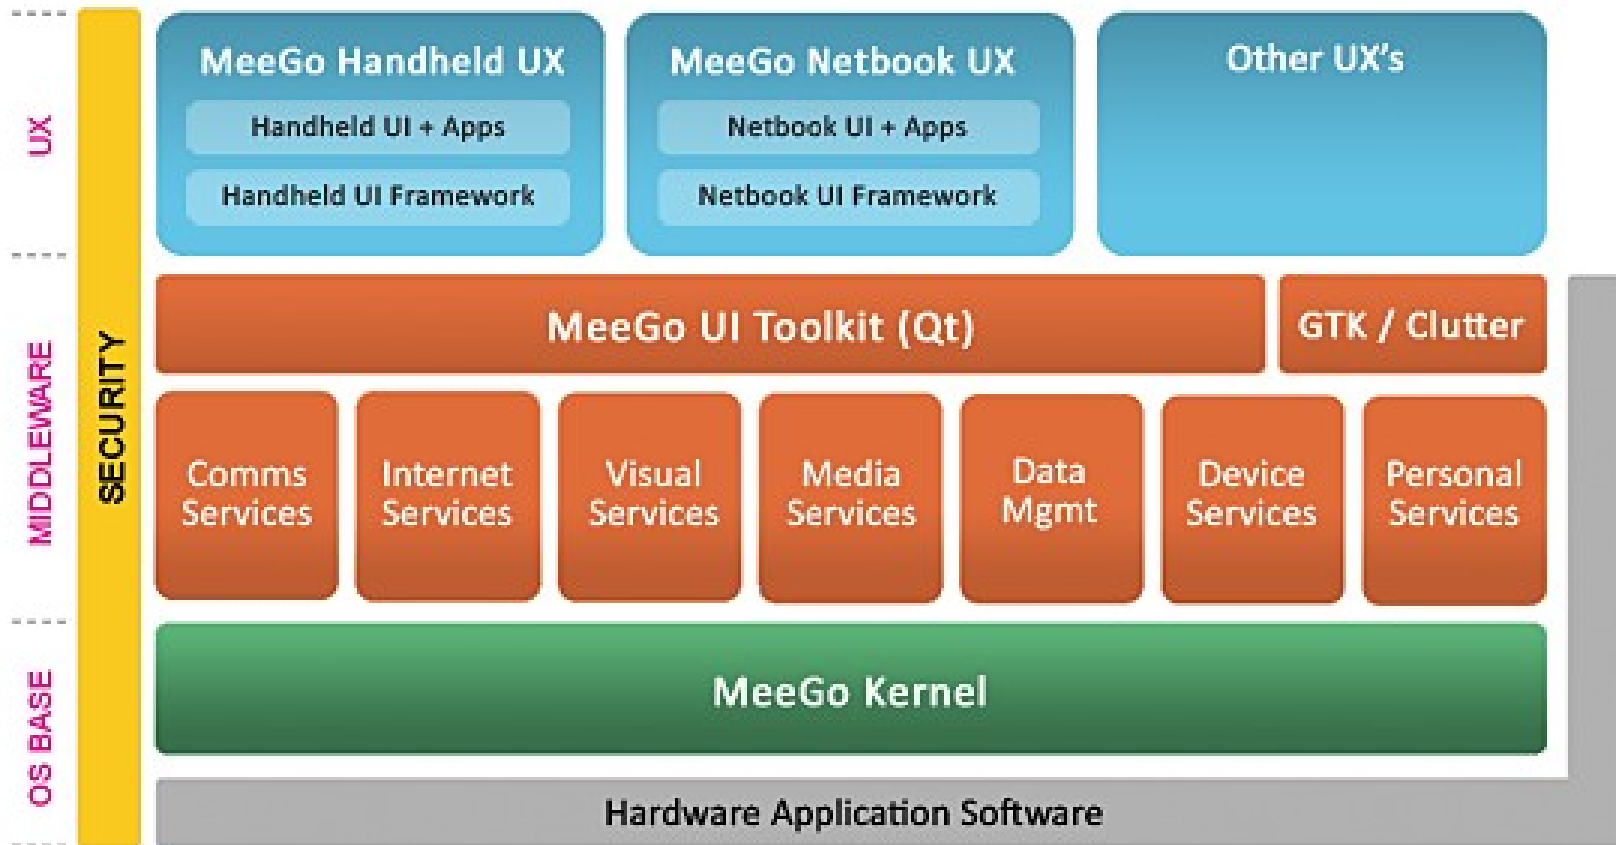 UX
MIDDLEWARE
OS BASE
SECURITY
MeeGo Handheld UX
Handheld UI + Apps
Handheld UI Framework
MeeGo Netbook UX
Netbook UI + Apps
Netbook UI Framework
Other UX's
MeeGo UI Toolkit (Qt)
GTK / Clutter
Comms
Services
Internet
Services
Visual
Services
Media
Services
Data
Mgmt
Device
Services
Personal
Services
MeeGo Kernel
Hardware Application Software